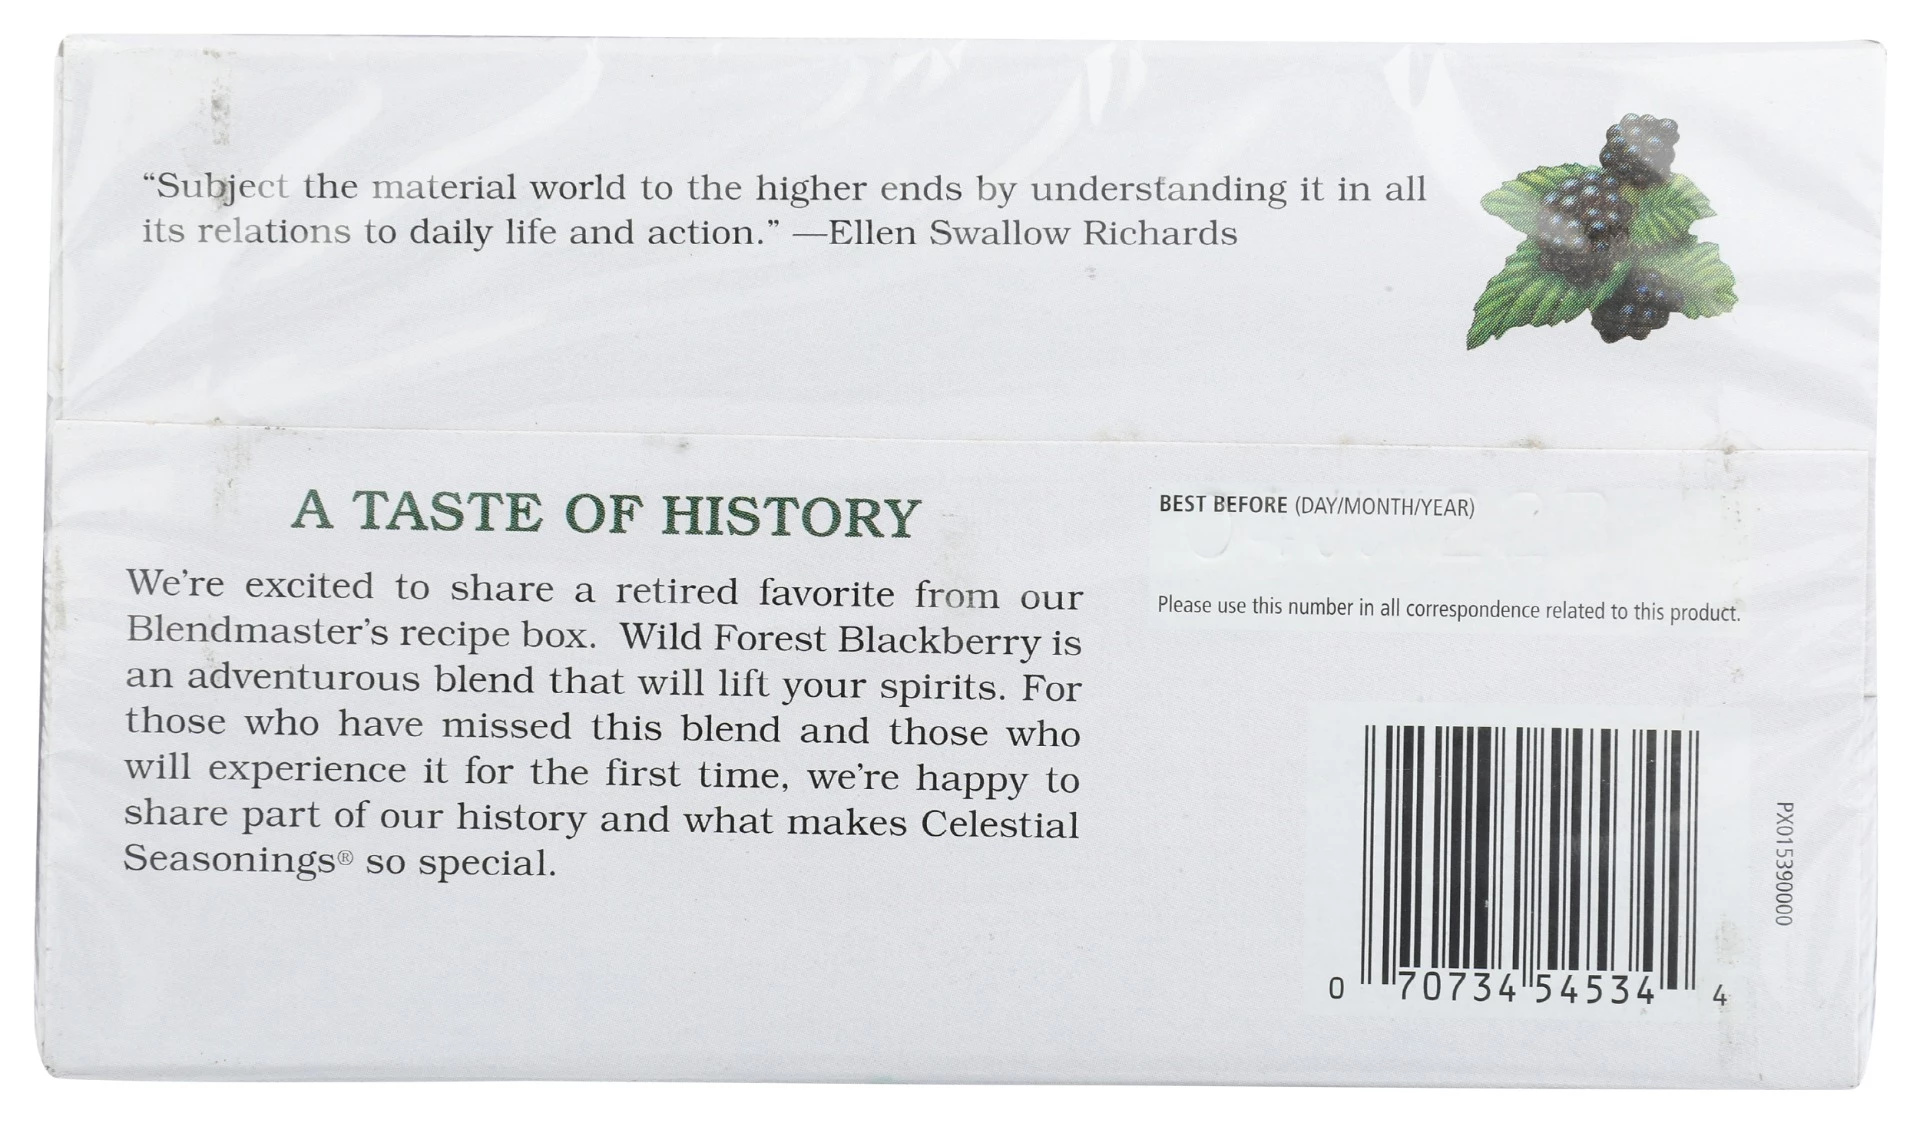 “Subject the material world to the higher ends by understanding it in all
its relations to daily life and action.” —Ellen Swallow Richards
A TASTE OF HISTORY
We're excited to share a retired favorite from our
Blendmaster's recipe box.  Wild Forest Blackberry is
an adventurous blend that will lift your spirits. For
those who have missed this blend and those who
will experience it for the first time, we're happy to
share part of our history and what makes Celestial
Seasonings® so special.
BEST BEFORE (DAY/MONTH/YEAR)
Please use this number in all correspondence related to this product.
0 70734 54534 4
PX015390000